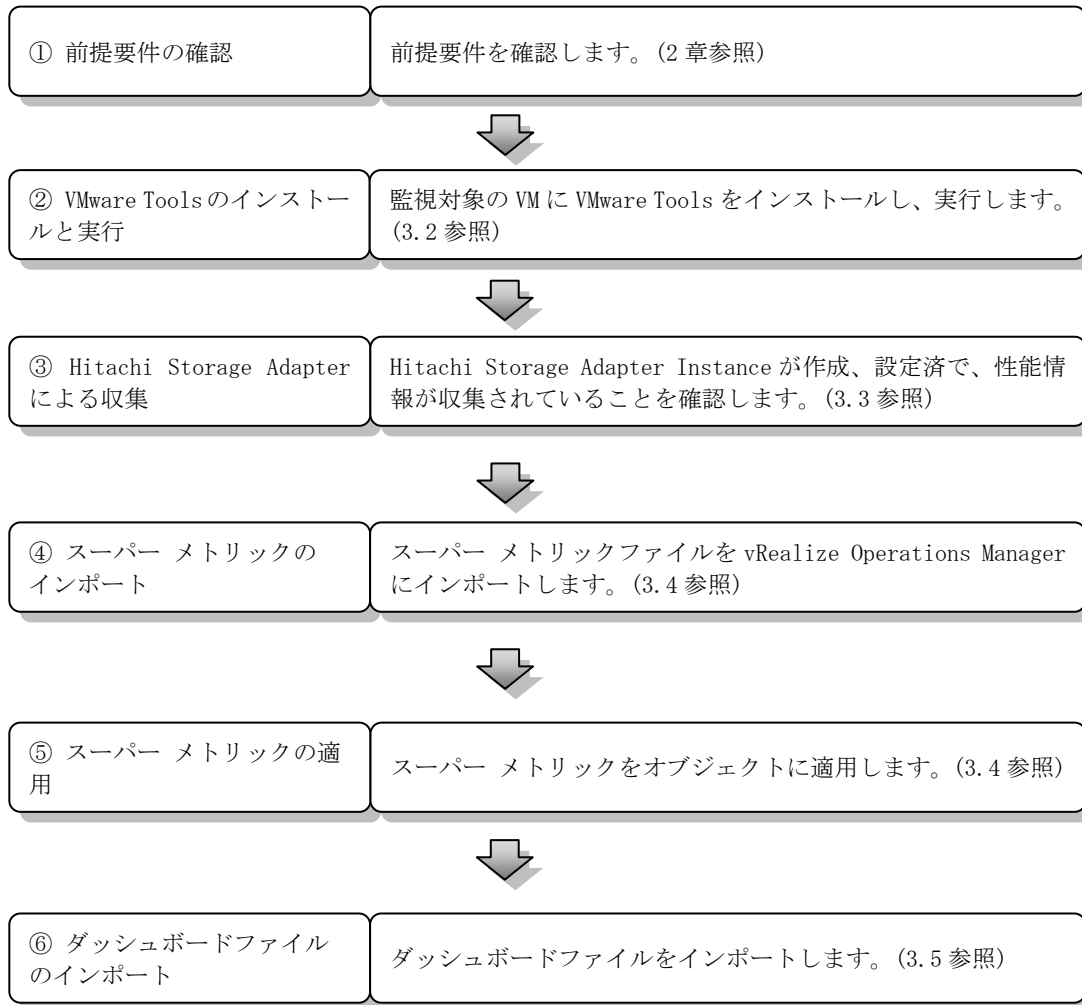 ① 前提要件の確認
前提要件を確認します。(2 章参照)
② VMware Tools のインストー
ルと実行
監視対象の VM に VMware Tools をインストールし、実行します。
(3.2 参照)
③ Hitachi Storage Adapter
による収集
Hitachi Storage Adapter Instance が作成、設定済で、性能情
報が収集されていることを確認します。(3.3 参照)
④ スーパー メトリックの
インポート
スーパー メトリックファイルを vRealize Operations Manager
にインポートします。(3.4 参照)
⑤ スーパー メトリックの適
用
スーパー メトリックをオブジェクトに適用します。(3.4 参照)
⑥ ダッシュボードファイル
のインポート
ダッシュボードファイルをインポートします。(3.5 参照)